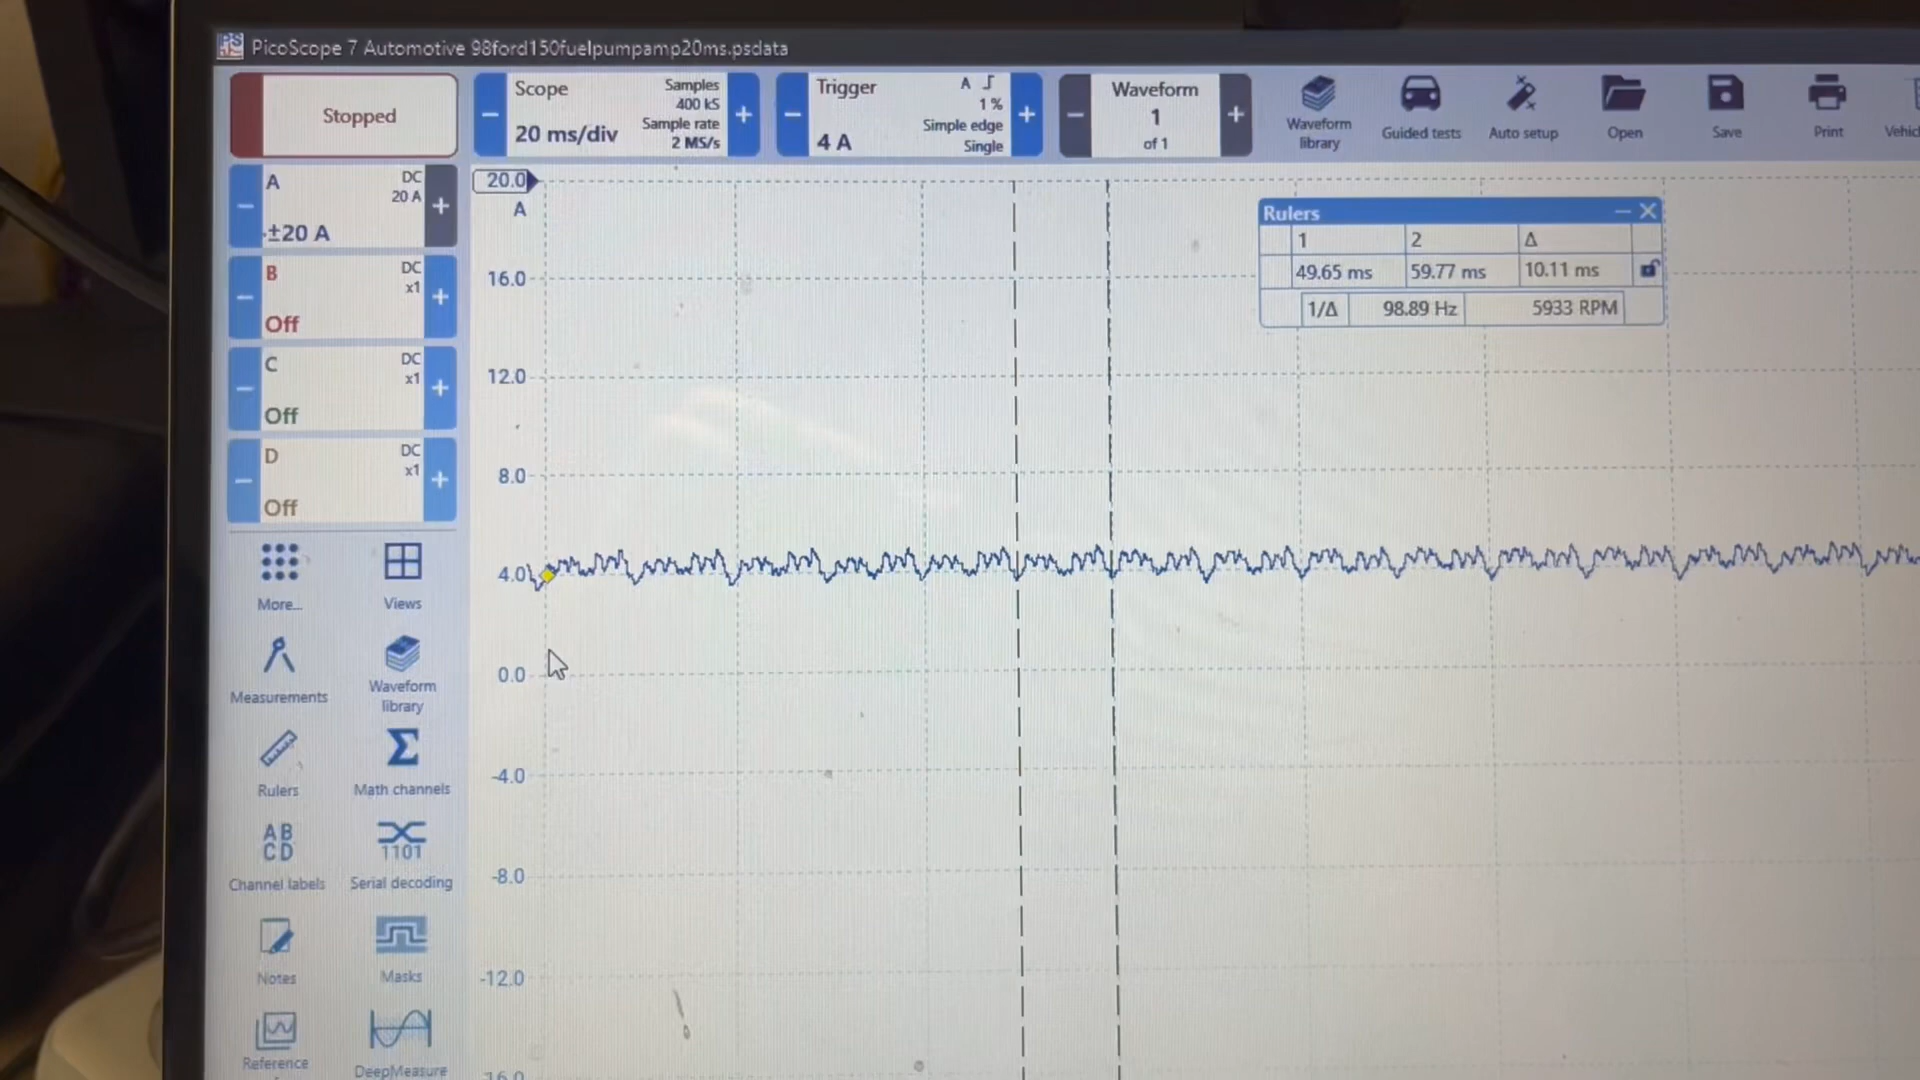 PicoScope 7 Automotive 98ford150fuelpumpamp20ms.psdata
Stopped
Scope
20 ms/div
Samples
400 kS
Sample rate
2 MS/s
Trigger
4 A
A
1 %
Simple edge
Single
Waveform
1
of 1
Waveform
library
Guided tests
Auto setup
Open
Save
Print
A
DC
20 A
±20 A
B
DC
x1
Off
C
DC
x1
Off
D
DC
x1
Off
More...
Views
Measurements
Waveform
library
Rulers
Math channels
A B
C D
1101
Channel labels
Serial decoding
Notes
Masks
Reference
DeepMeasure
20.0
A
16.0
12.0
8.0
4.0
0.0
-4.0
-8.0
-12.0
Rulers
1 2 Δ
49.65 ms 59.77 ms 10.11 ms
1/Δ 98.89 Hz 5933 RPM